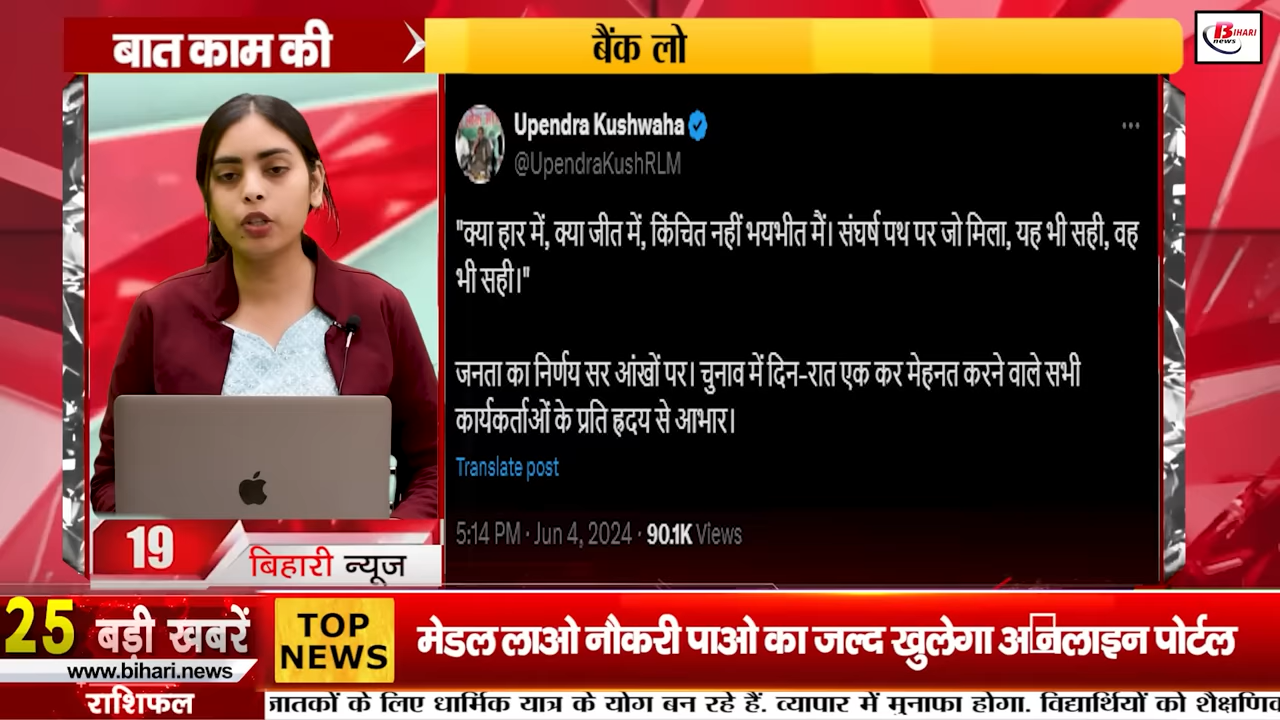 बात काम की
बैंक लो
BIHARI
news
Upendra Kushwaha
@UpendraKushRLM
"क्या हार में, क्या जीत में, किंचित नहीं भयभीत मैं। संघर्ष पथ पर जो मिला, यह भी सही, वह
भी सही।"
जनता का निर्णय सर आंखों पर। चुनाव में दिन-रात एक कर मेहनत करने वाले सभी
कार्यकर्ताओं के प्रति हृदय से आभार।
Translate post
5:14 PM · Jun 4, 2024 · 90.1K Views
19
बिहारी न्यूज
25 बड़ी खबरें
www.bihari.news
TOP
NEWS
मेडल लाओ नौकरी पाओ का जल्द खुलेगा लाइन पोर्टल
राशिफल
जातकों के लिए धार्मिक यात्र के योग बन रहे हैं. व्यापार में मुनाफा होगा. विद्यार्थियों को शैक्षणिक